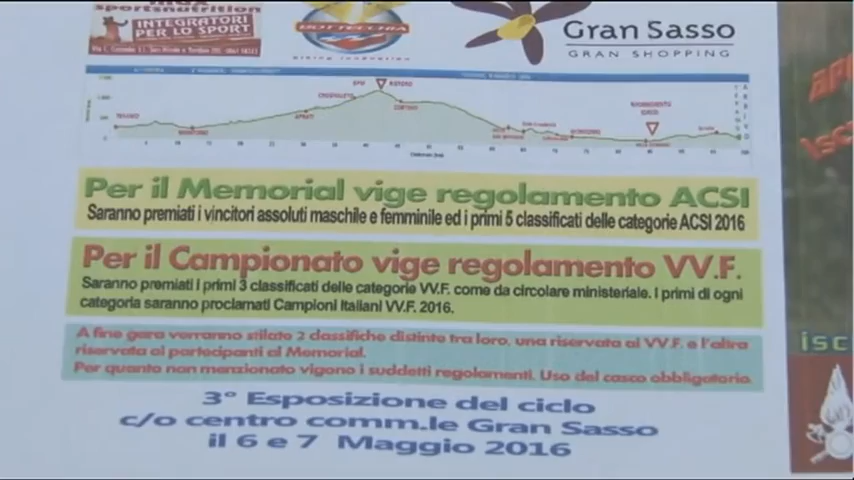 sportsnutrition
INTEGRATORI
PER LO SPORT
BOTTECCHIA
Gran Sasso
GRAN SHOPPING
Per il Memorial vige regolamento ACSI
Saranno premiati i vincitori assoluti maschile e femminile ed i primi 5 classificati delle categorie ACSI 2016
Per il Campionato vige regolamento VV.F.
Saranno premiati i primi 3 classificati delle categorie VV.F. come da circolare ministeriale. I primi di ogni
categoria saranno proclamati Campioni Italiani VV.F. 2016.
A fine gara verranno stilate 2 classifiche distinte tra loro, una riservata ai VV.F. e l'altra
riservata ai partecipanti al Memorial.
Per quanto non menzionato vigono i suddetti regolamenti. Uso del casco obbligatorio.
3° Esposizione del ciclo
c/o centro comm.le Gran Sasso
il 6 e 7 Maggio 2016
isc